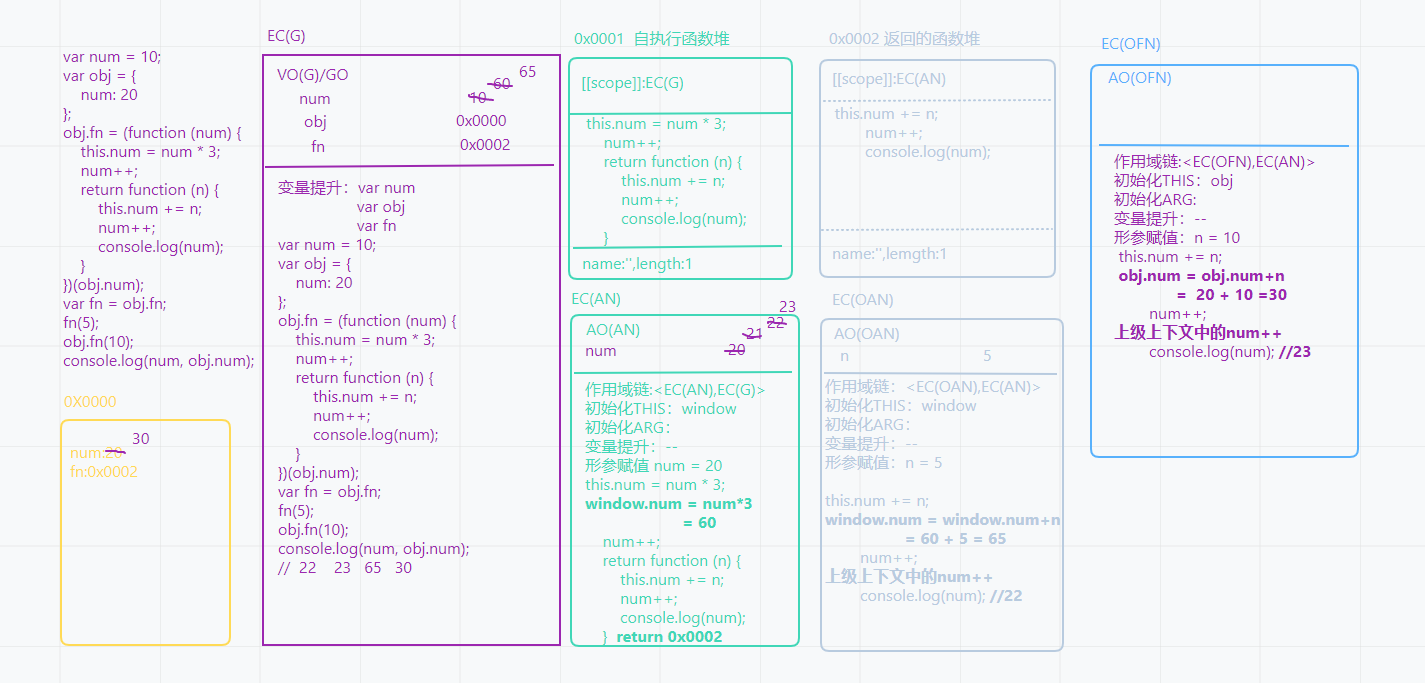 var num = 10;
var obj = {
num: 20
};
obj.fn = (function (num) {
this.num = num * 3;
num++;
return function (n) {
this.num += n;
num++;
console.log(num);
}
})(obj.num);
var fn = obj.fn;
fn(5);
obj.fn(10);
console.log(num, obj.num);
0X0000
30
num:20
fn:0x0002
EC(G)
VO(G)/GO
65
60
num 10
obj 0x0000
fn 0x0002
变量提升：var num
var obj
var fn
var num = 10;
var obj = {
num: 20
};
obj.fn = (function (num) {
this.num = num * 3;
num++;
return function (n) {
this.num += n;
num++;
console.log(num);
}
})(obj.num);
var fn = obj.fn;
fn(5);
obj.fn(10);
console.log(num, obj.num);
// 22 23 65 30
0x0001 自执行函数堆
[[scope]]:EC(G)
this.num = num * 3;
num++;
return function (n) {
this.num += n;
num++;
console.log(num);
}
name:'',length:1
EC(AN)
23
22
AO(AN) 21
num 20
作用域链:<EC(AN),EC(G)>
初始化THIS：window
初始化ARG：
变量提升：--
形参赋值 num = 20
this.num = num * 3;
window.num = num*3
= 60
num++;
return function (n) {
this.num += n;
num++;
console.log(num);
} return 0x0002
0x0002 返回的函数堆
[[scope]]:EC(AN)
this.num += n;
num++;
console.log(num);
name:'',lemgth:1
EC(OAN)
AO(OAN)
n 5
作用域链：<EC(OAN),EC(AN)>
初始化THIS：window
初始化ARG：
变量提升：--
形参赋值：n = 5
this.num += n;
window.num = window.num+n
= 60 + 5 = 65
num++;
上级上下文中的num++
console.log(num); //22
EC(OFN)
AO(OFN)
作用域链:<EC(OFN),EC(AN)>
初始化THIS：obj
初始化ARG:
变量提升：--
形参赋值：n = 10
this.num += n;
obj.num = obj.num+n
= 20 + 10 =30
num++;
上级上下文中的num++
console.log(num); //23